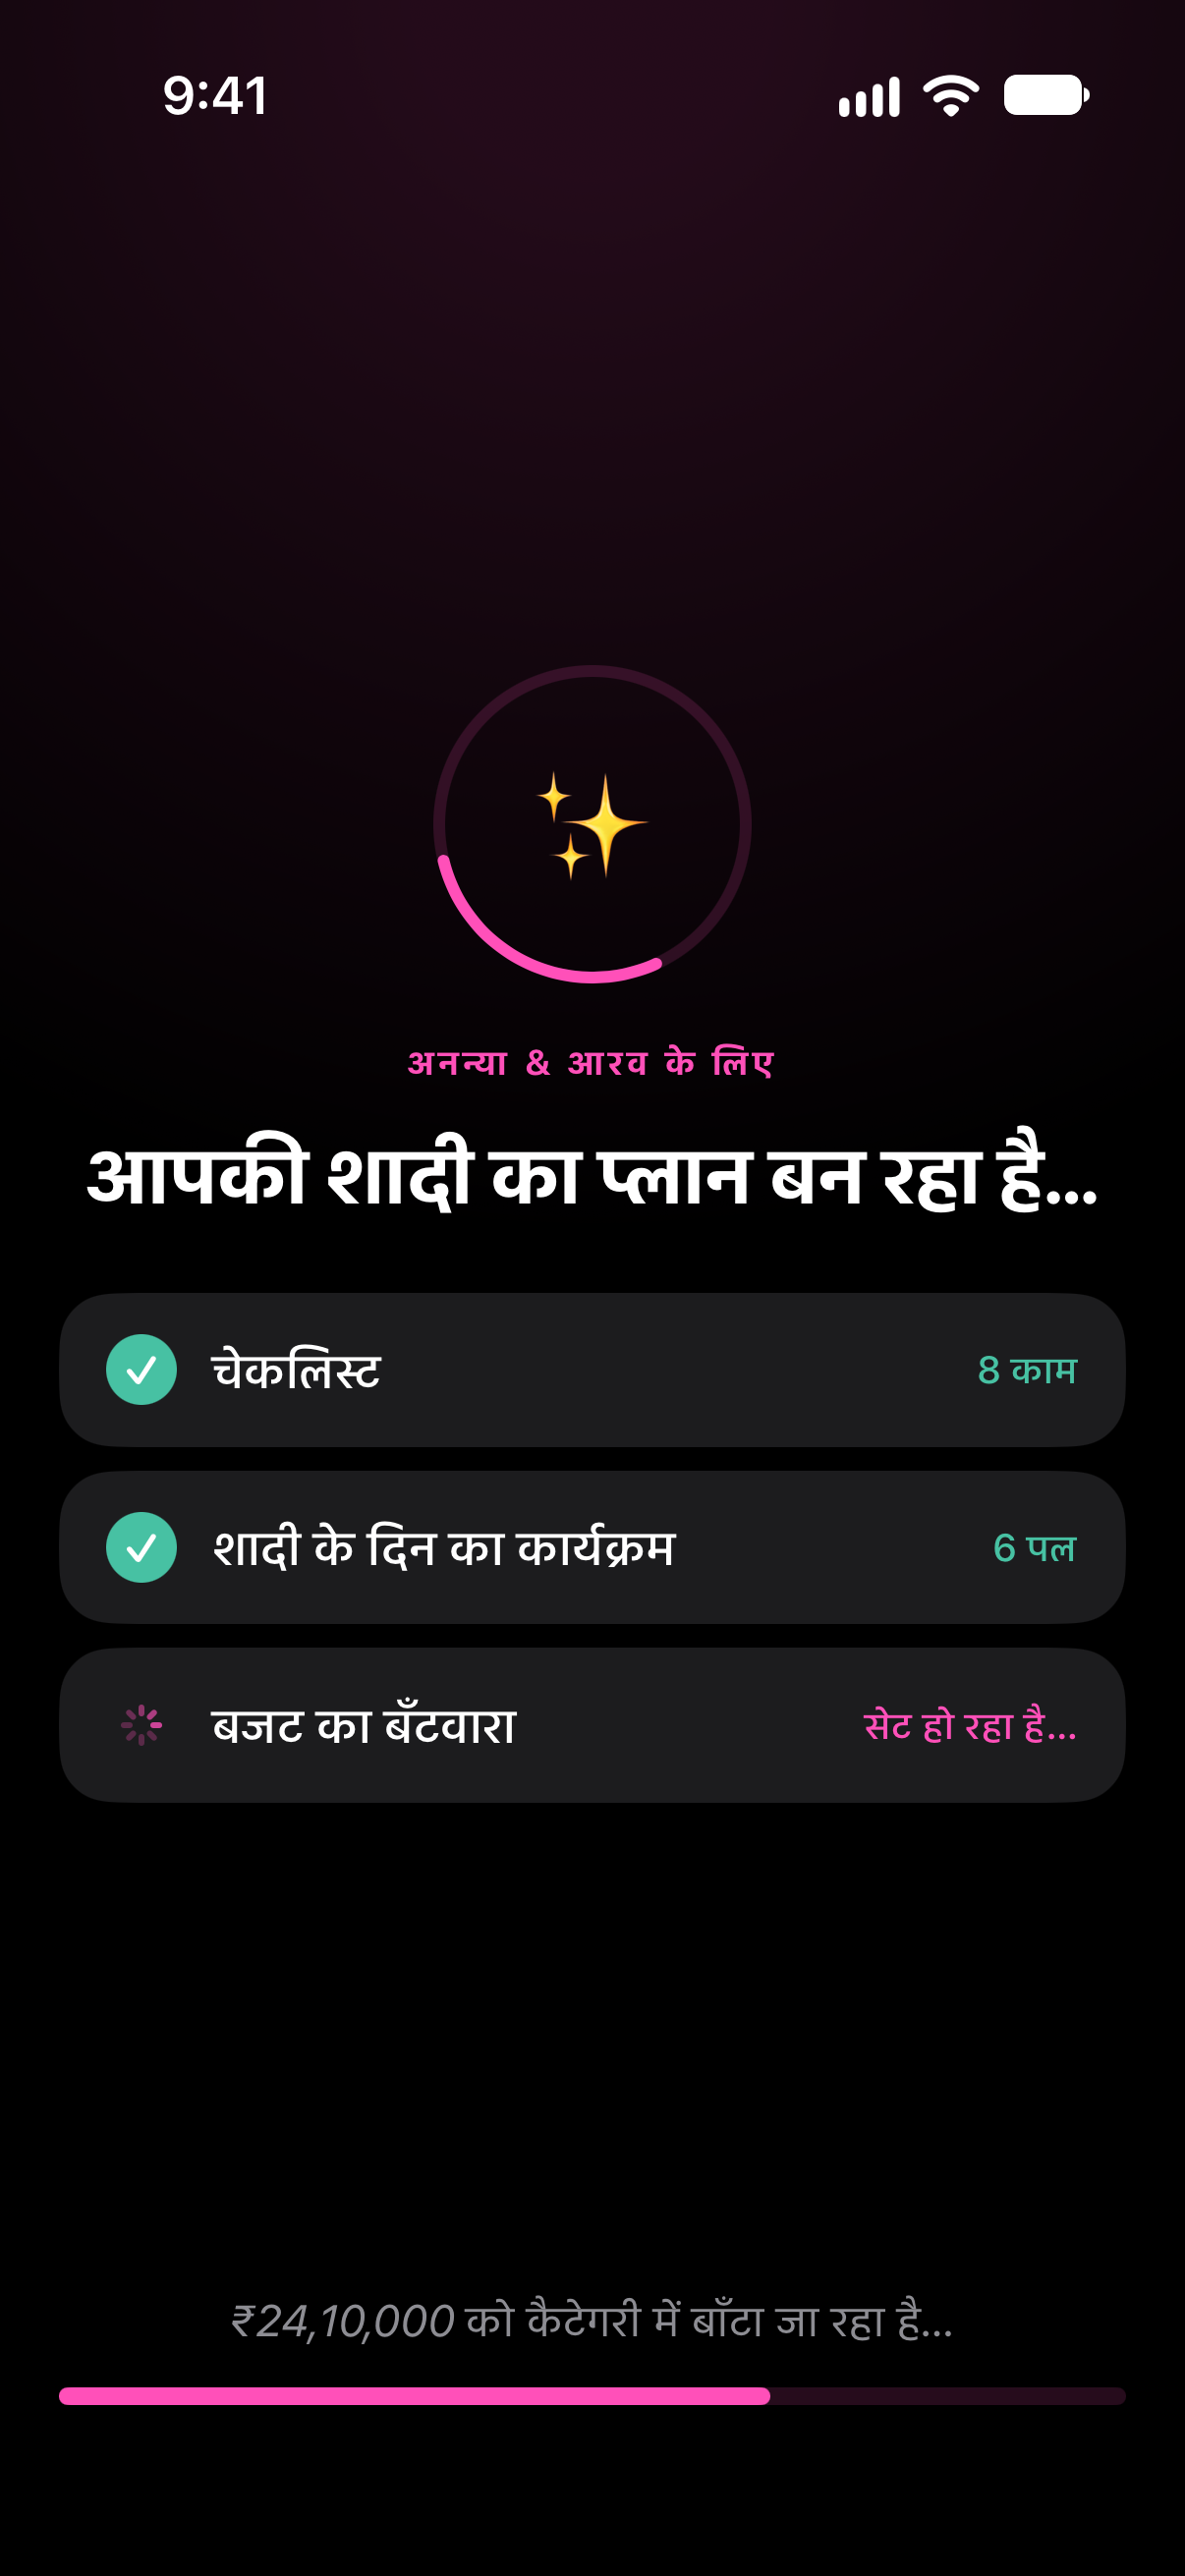 9:41
अनन्या & आरव के लिए
आपकी शादी का प्लान बन रहा है...
चेकलिस्ट
8 काम
शादी के दिन का कार्यक्रम
6 पल
बजट का बँटवारा
सेट हो रहा है...
₹24,10,000 को कैटेगरी में बाँटा जा रहा है...